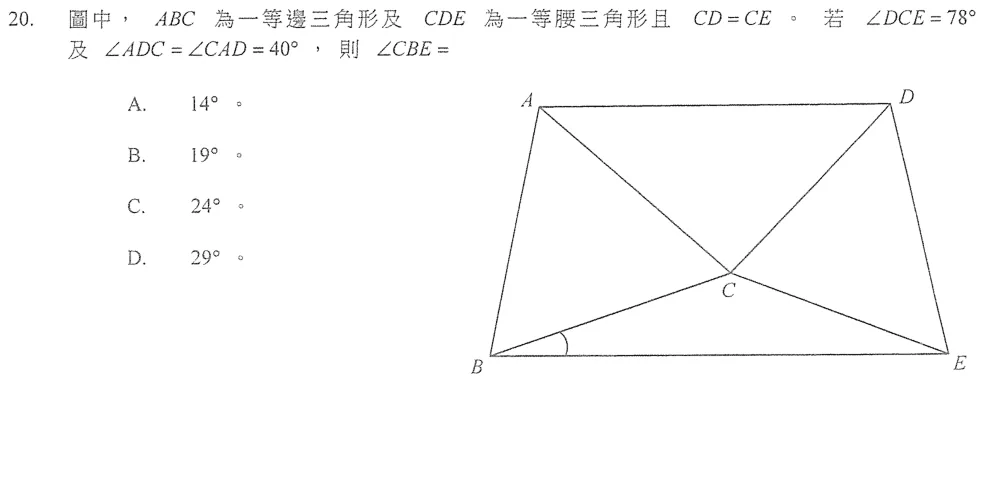 20. 圖中， ABC 為一等邊三角形及 CDE 為一等腰三角形且 CD = CE 。 若 ∠DCE = 78°
及 ∠ADC = ∠CAD = 40° ， 則 ∠CBE =
A. 14° 。
B. 19° 。
C. 24° 。
D. 29° 。
A
D
C
B
E